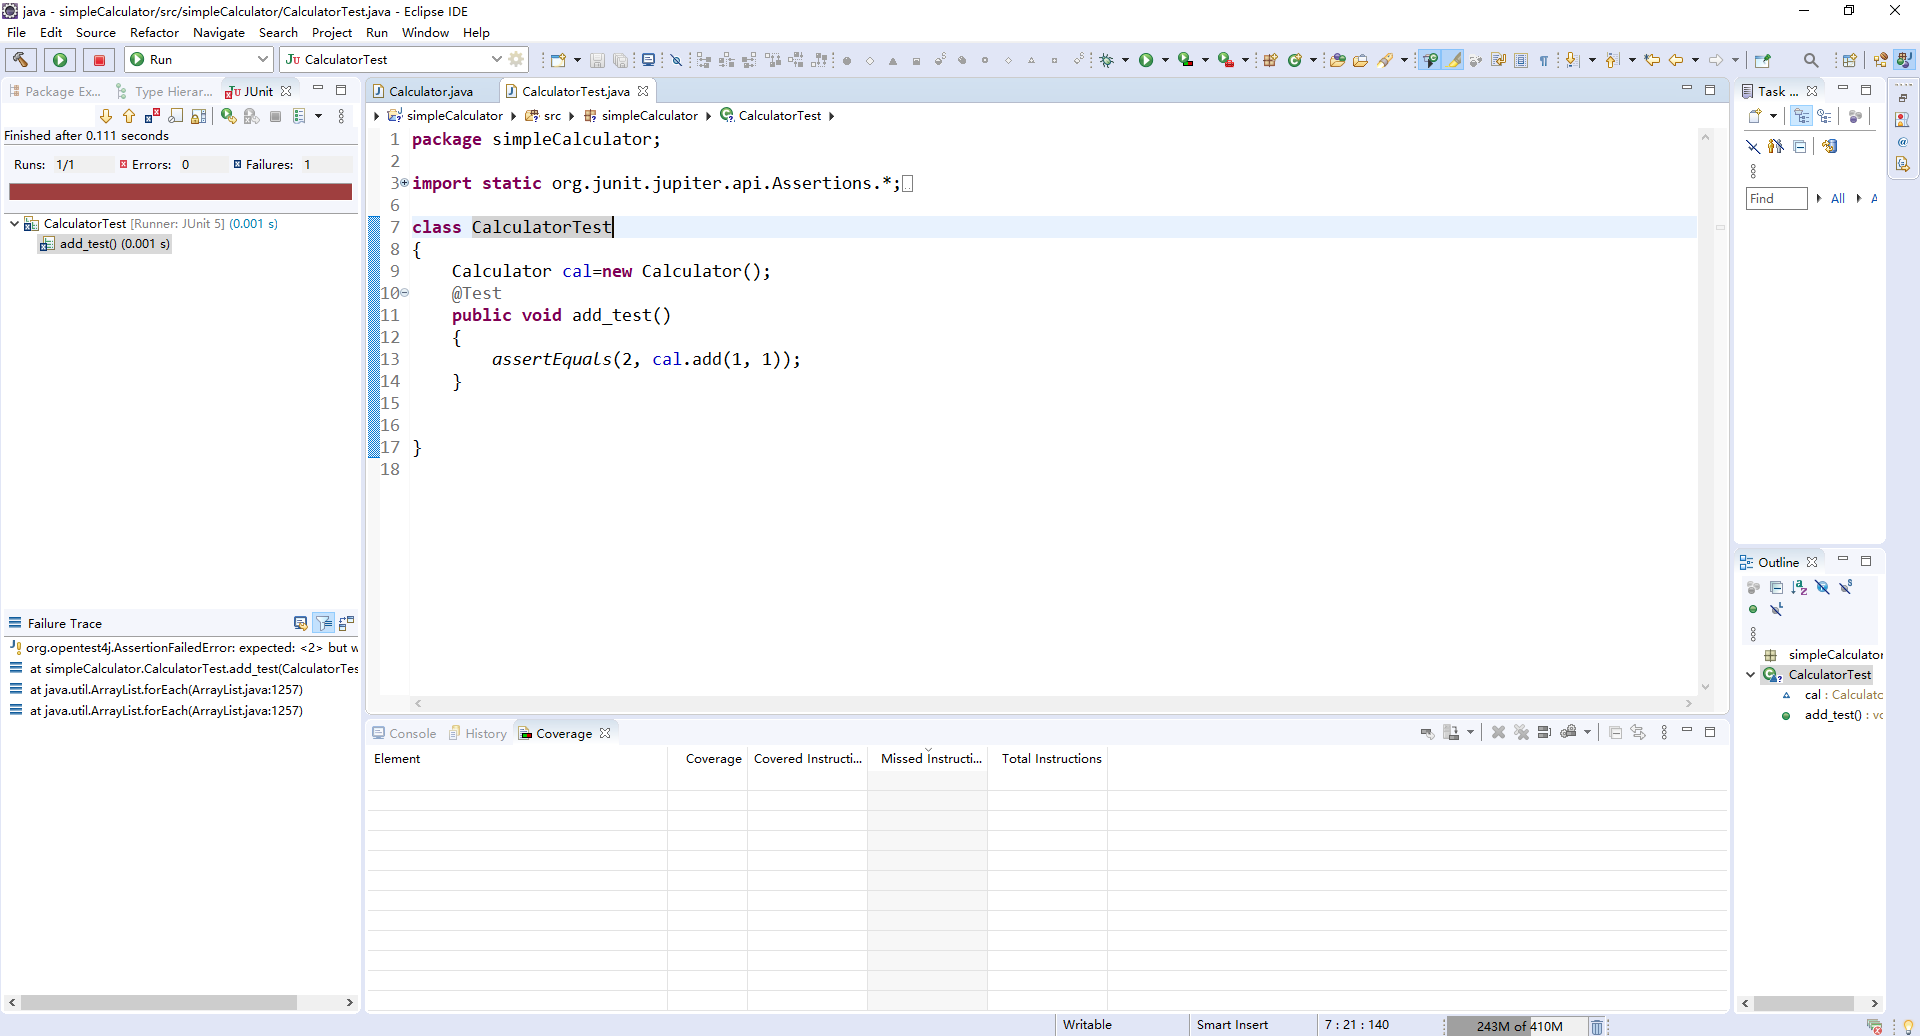 java - simpleCalculator/src/simpleCalculator/CalculatorTest.java - Eclipse IDE
File Edit Source Refactor Navigate Search Project Run Window Help
Run JU CalculatorTest
Package Ex... Type Hierar... JUnit
Finished after 0.111 seconds
Runs: 1/1 Errors: 0 Failures: 1
CalculatorTest [Runner: JUnit 5] (0.001 s)
add_test() (0.001 s)
Failure Trace
org.opentest4j.AssertionFailedError: expected: <2> but w
at simpleCalculator.CalculatorTest.add_test(CalculatorTes
at java.util.ArrayList.forEach(ArrayList.java:1257)
at java.util.ArrayList.forEach(ArrayList.java:1257)
Calculator.java CalculatorTest.java
simpleCalculator src simpleCalculator CalculatorTest
1 package simpleCalculator;
2
3 import static org.junit.jupiter.api.Assertions.*;
6
7 class CalculatorTest
8 {
9 Calculator cal=new Calculator();
10 @Test
11 public void add_test()
12 {
13 assertEquals(2, cal.add(1, 1));
14 }
15
16
17 }
18
Console History Coverage
Element Coverage Covered Instructi... Missed Instructi... Total Instructions
Task ...
Find All A
Outline
simpleCalculator
CalculatorTest
cal : Calculatc
add_test() : vc
Writable Smart Insert 7 : 21 : 140 243M of 410M